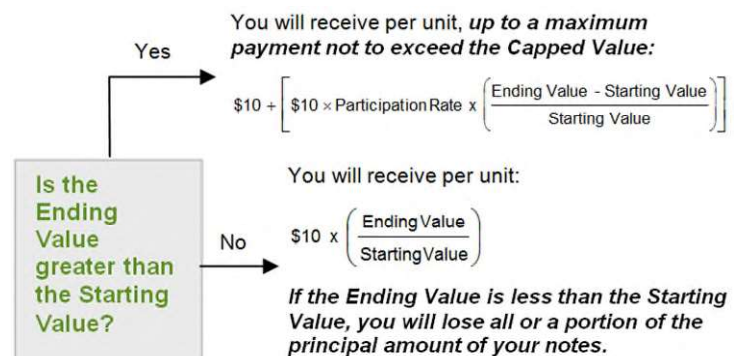 You will receive per unit, up to a maximum
payment not to exceed the Capped Value:
Yes
$10 + [ $10 × Participation Rate x ( Ending Value - Starting Value / Starting Value ) ]
Is the
Ending
Value
greater than
the Starting
Value?
No
You will receive per unit:
$10 x ( Ending Value / Starting Value )
If the Ending Value is less than the Starting
Value, you will lose all or a portion of the
principal amount of your notes.